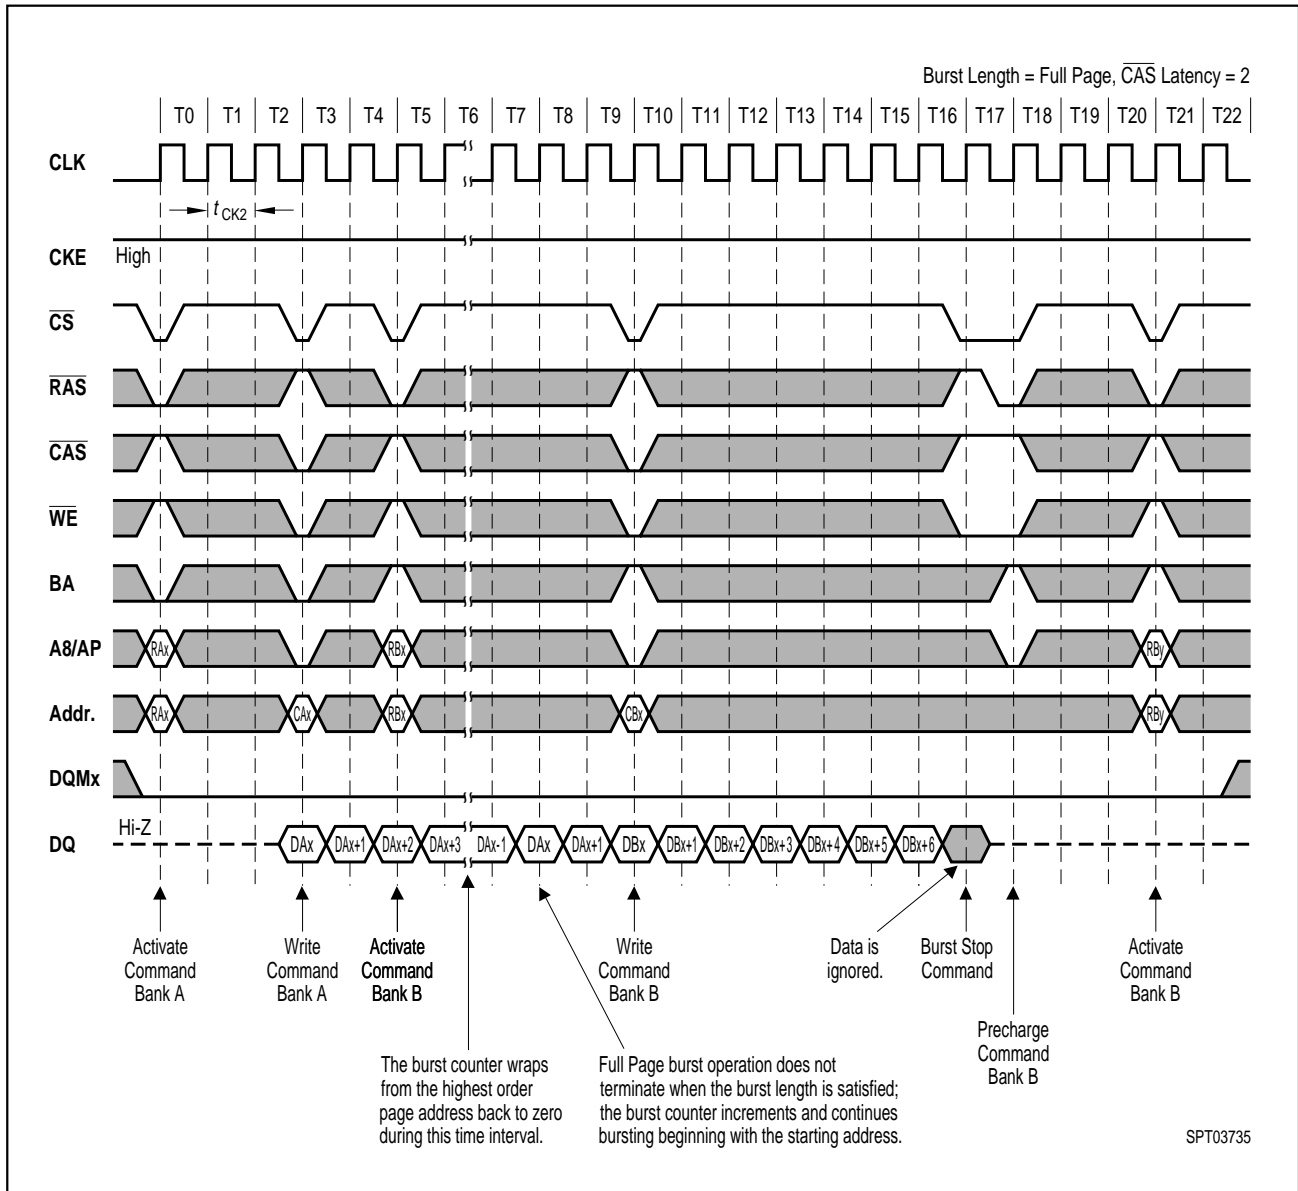 Burst Length = Full Page, CAS Latency = 2
T0 T1 T2 T3 T4 T5 T6 T7 T8 T9 T10 T11 T12 T13 T14 T15 T16 T17 T18 T19 T20 T21 T22
CLK
t CK2
CKE High
CS
RAS
CAS
WE
BA
A8/AP RAx RBx RBy
Addr. RAx CAx RBx CBx RBy
DQMx
DQ Hi-Z DAx DAx+1 DAx+2 DAx+3 DAx-1 DAx DAx+1 DBx DBx+1 DBx+2 DBx+3 DBx+4 DBx+5 DBx+6
Activate
Command
Bank A
Write
Command
Bank A
Activate
Command
Bank B
Write
Command
Bank B
Data is
ignored.
Burst Stop
Command
Activate
Command
Bank B
Precharge
Command
Bank B
The burst counter wraps
from the highest order
page address back to zero
during this time interval.
Full Page burst operation does not
terminate when the burst length is satisfied;
the burst counter increments and continues
bursting beginning with the starting address.
SPT03735